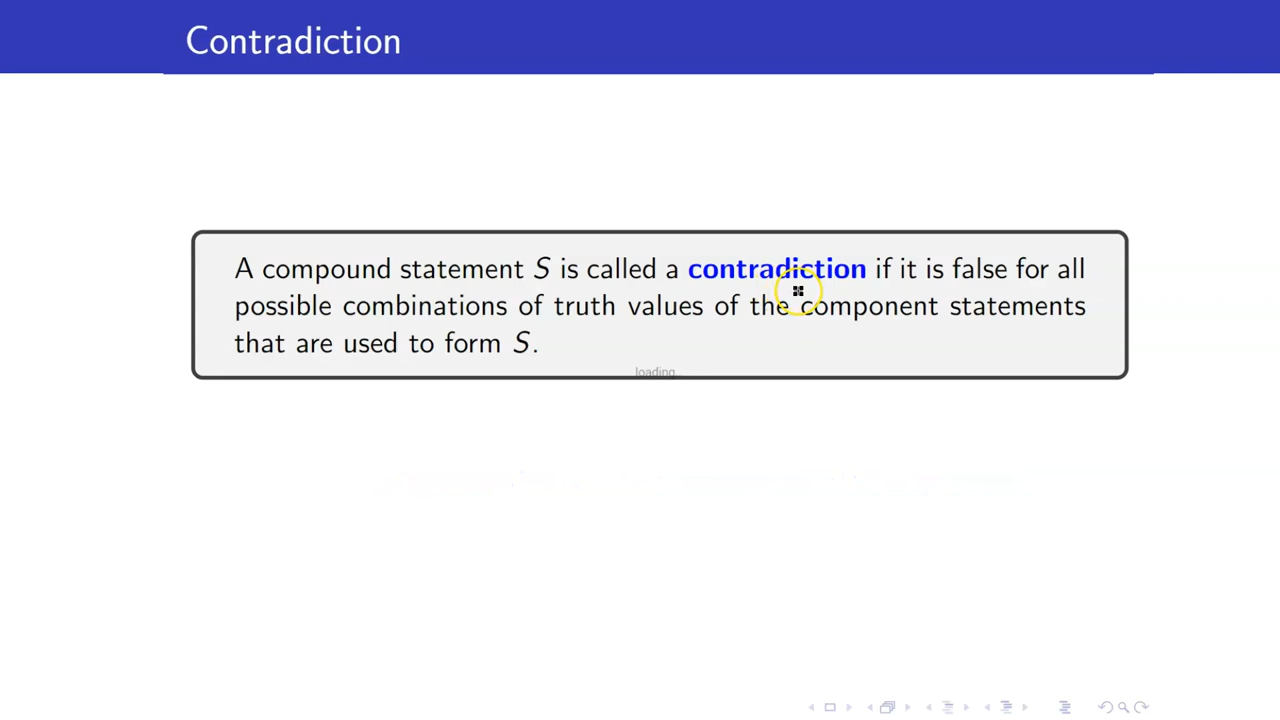 Contradiction
A compound statement S is called a contradiction if it is false for all
possible combinations of truth values of the component statements
that are used to form S.
loading..